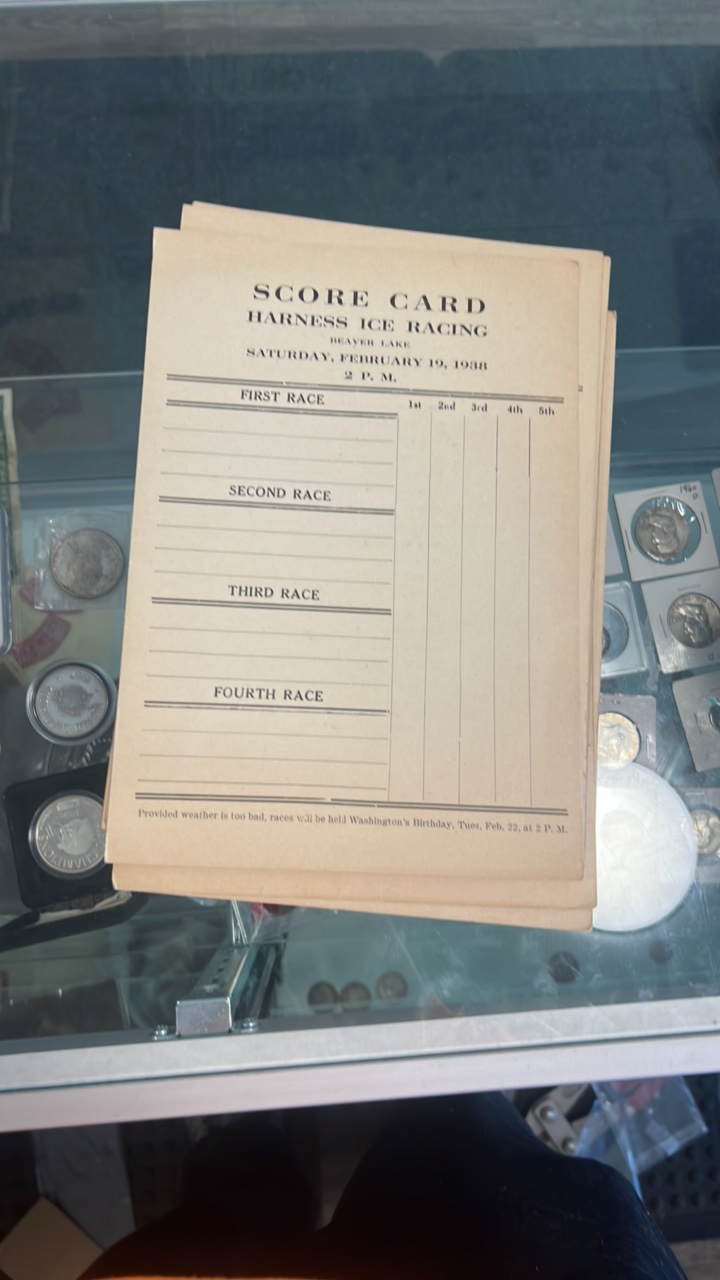 SCORE CARD
HARNESS ICE RACING
BEAVER LAKE
SATURDAY, FEBRUARY 19, 1938
2 P. M.
FIRST RACE
1st 2nd 3rd 4th 5th
SECOND RACE
THIRD RACE
FOURTH RACE
Provided weather is too bad, races will be held Washington's Birthday, Tues, Feb, 22, at 2 P. M.